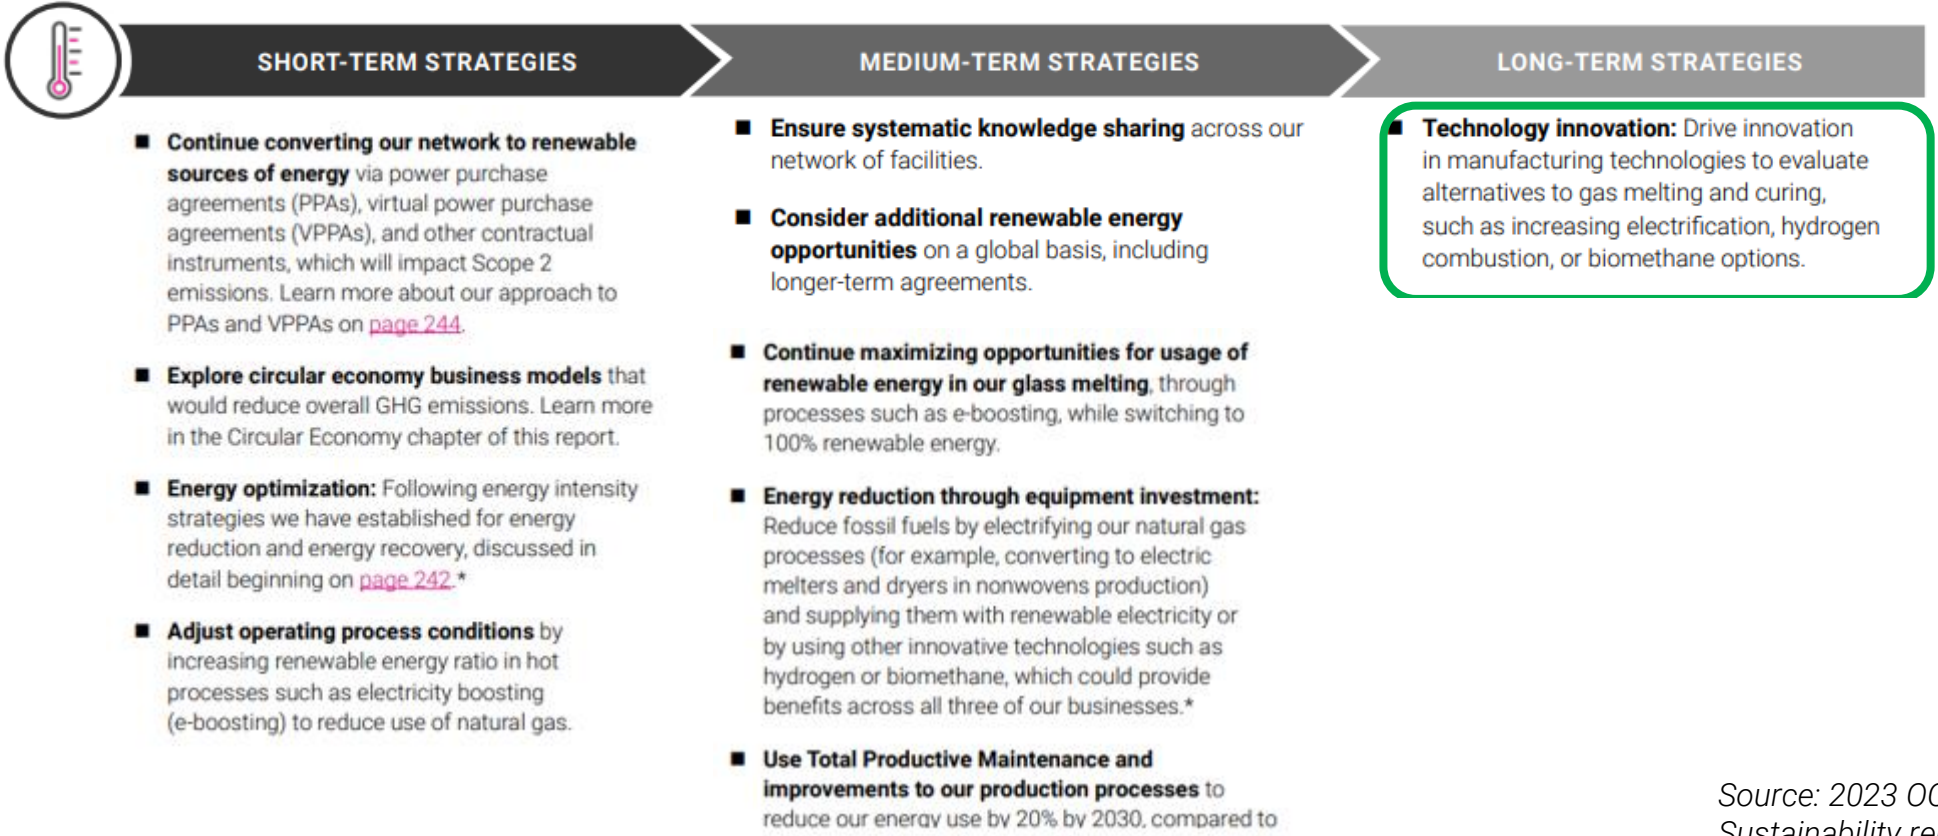 SHORT-TERM STRATEGIES
MEDIUM-TERM STRATEGIES
LONG-TERM STRATEGIES
■ Continue converting our network to renewable
sources of energy via power purchase
agreements (PPAs), virtual power purchase
agreements (VPPAs), and other contractual
instruments, which will impact Scope 2
emissions. Learn more about our approach to
PPAs and VPPAs on page 244.
■ Explore circular economy business models that
would reduce overall GHG emissions. Learn more
in the Circular Economy chapter of this report.
■ Energy optimization: Following energy intensity
strategies we have established for energy
reduction and energy recovery, discussed in
detail beginning on page 242.*
■ Adjust operating process conditions by
increasing renewable energy ratio in hot
processes such as electricity boosting
(e-boosting) to reduce use of natural gas.
■ Ensure systematic knowledge sharing across our
network of facilities.
■ Consider additional renewable energy
opportunities on a global basis, including
longer-term agreements.
■ Continue maximizing opportunities for usage of
renewable energy in our glass melting, through
processes such as e-boosting, while switching to
100% renewable energy.
■ Energy reduction through equipment investment:
Reduce fossil fuels by electrifying our natural gas
processes (for example, converting to electric
melters and dryers in nonwovens production)
and supplying them with renewable electricity or
by using other innovative technologies such as
hydrogen or biomethane, which could provide
benefits across all three of our businesses.*
■ Use Total Productive Maintenance and
improvements to our production processes to
reduce our energy use by 20% by 2030, compared to
■ Technology innovation: Drive innovation
in manufacturing technologies to evaluate
alternatives to gas melting and curing,
such as increasing electrification, hydrogen
combustion, or biomethane options.
Source: 2023
Sustainability